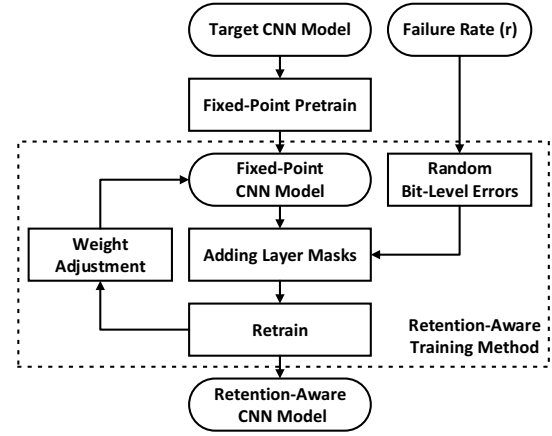 Target CNN Model
Failure Rate (r)
Fixed-Point Pretrain
Fixed-Point
CNN Model
Random
Bit-Level Errors
Weight
Adjustment
Adding Layer Masks
Retrain
Retention-Aware
Training Method
Retention-Aware
CNN Model